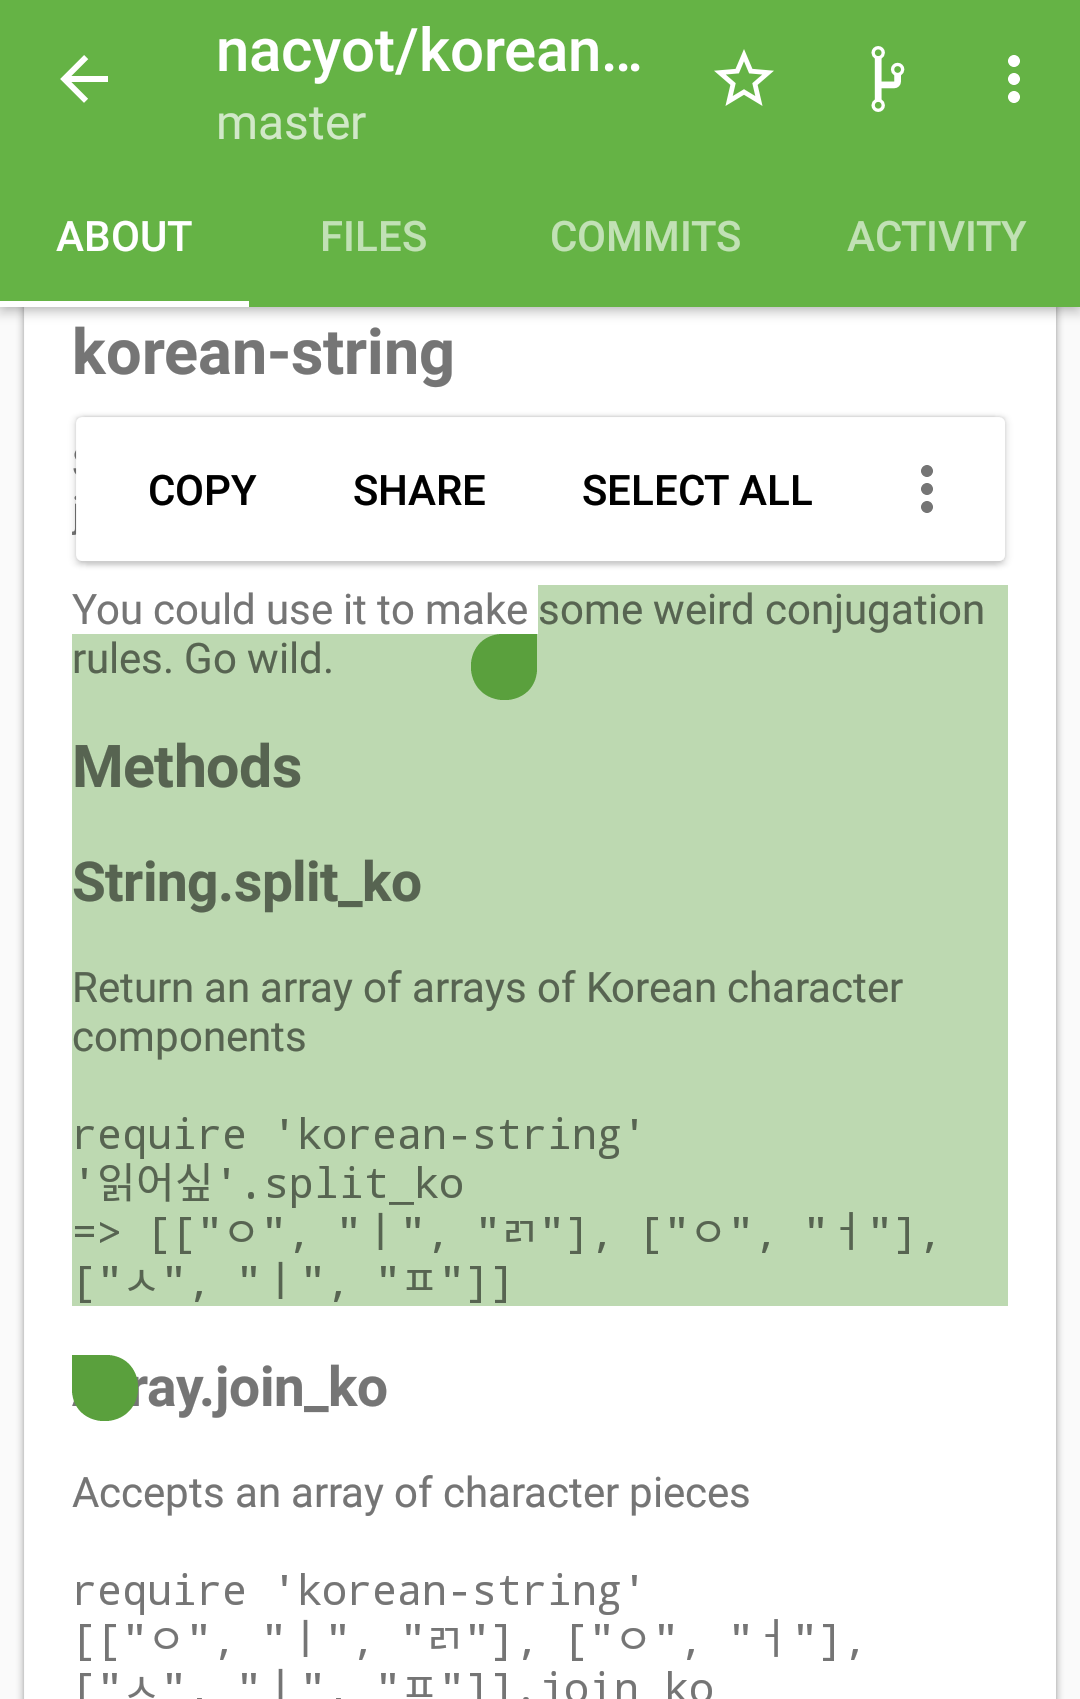 nacyot/korean...
master
ABOUT FILES COMMITS ACTIVITY
korean-string
COPY SHARE SELECT ALL
You could use it to make some weird conjugation
rules. Go wild.
Methods
String.split_ko
Return an array of arrays of Korean character
components
require 'korean-string'
'읽어싶'.split_ko
=> [["ㅇ", "ㅣ", "ㄺ"], ["ㅇ", "ㅓ"],
["ㅅ", "ㅣ", "ㅍ"]]
ray.join_ko
Accepts an array of character pieces
require 'korean-string'
[["ㅇ", "ㅣ", "ㄺ"], ["ㅇ", "ㅓ"],
["ㅅ", "ㅣ", "ㅍ"]].join_ko